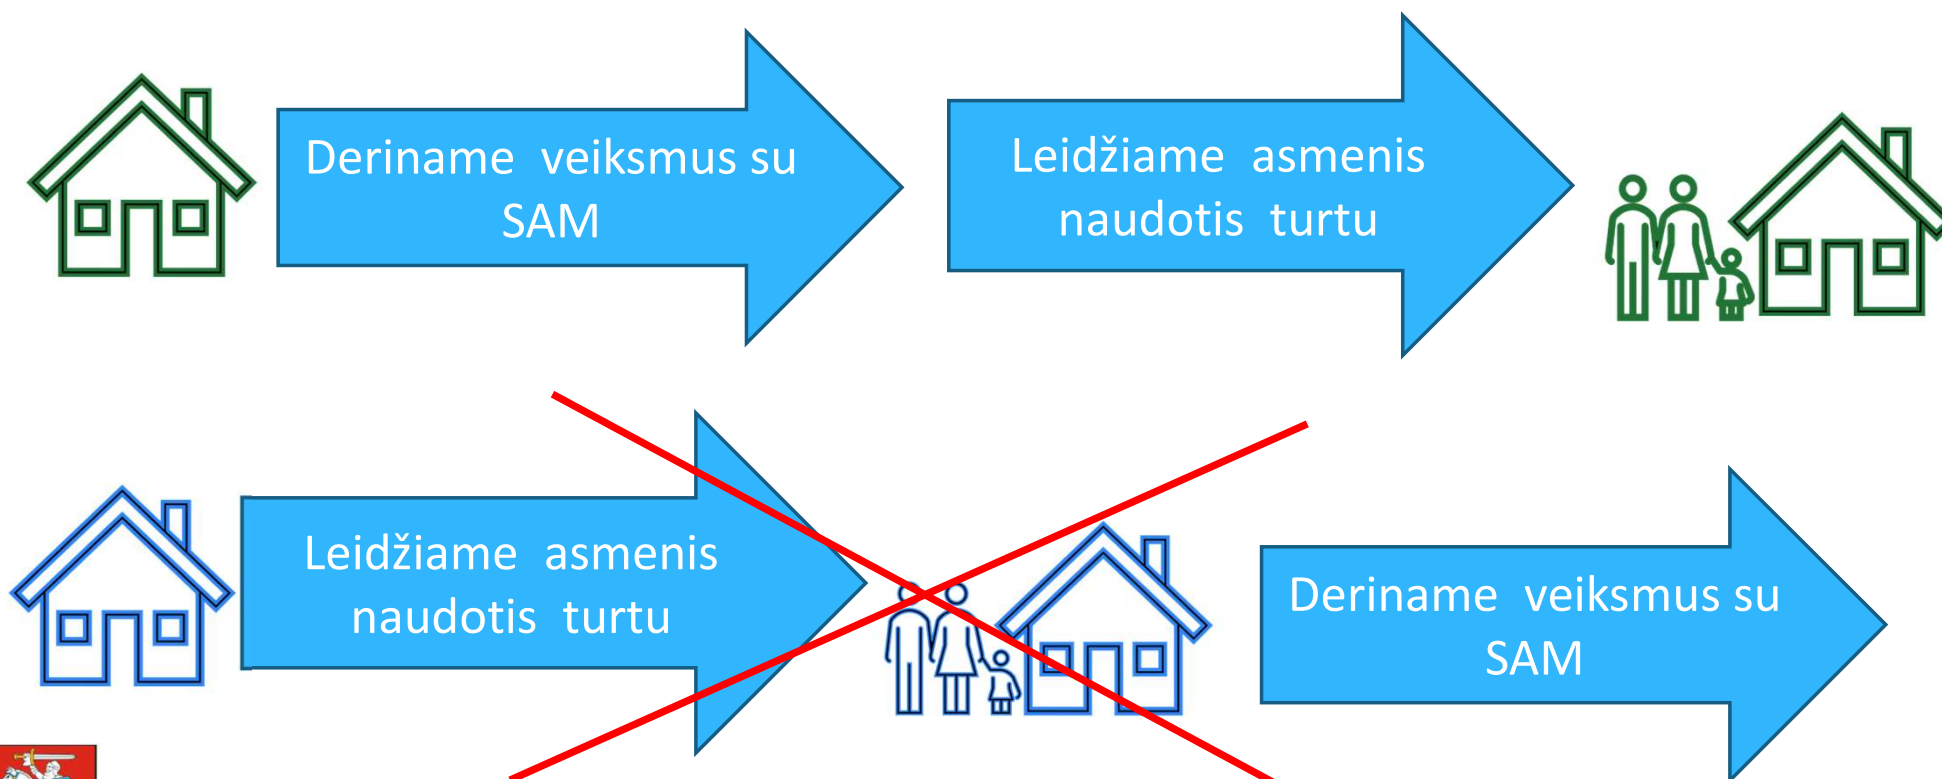 Deriname veiksmus su
SAM
Leidžiame asmenis
naudotis turtu
Leidžiame asmenis
naudotis turtu
Deriname veiksmus su
SAM